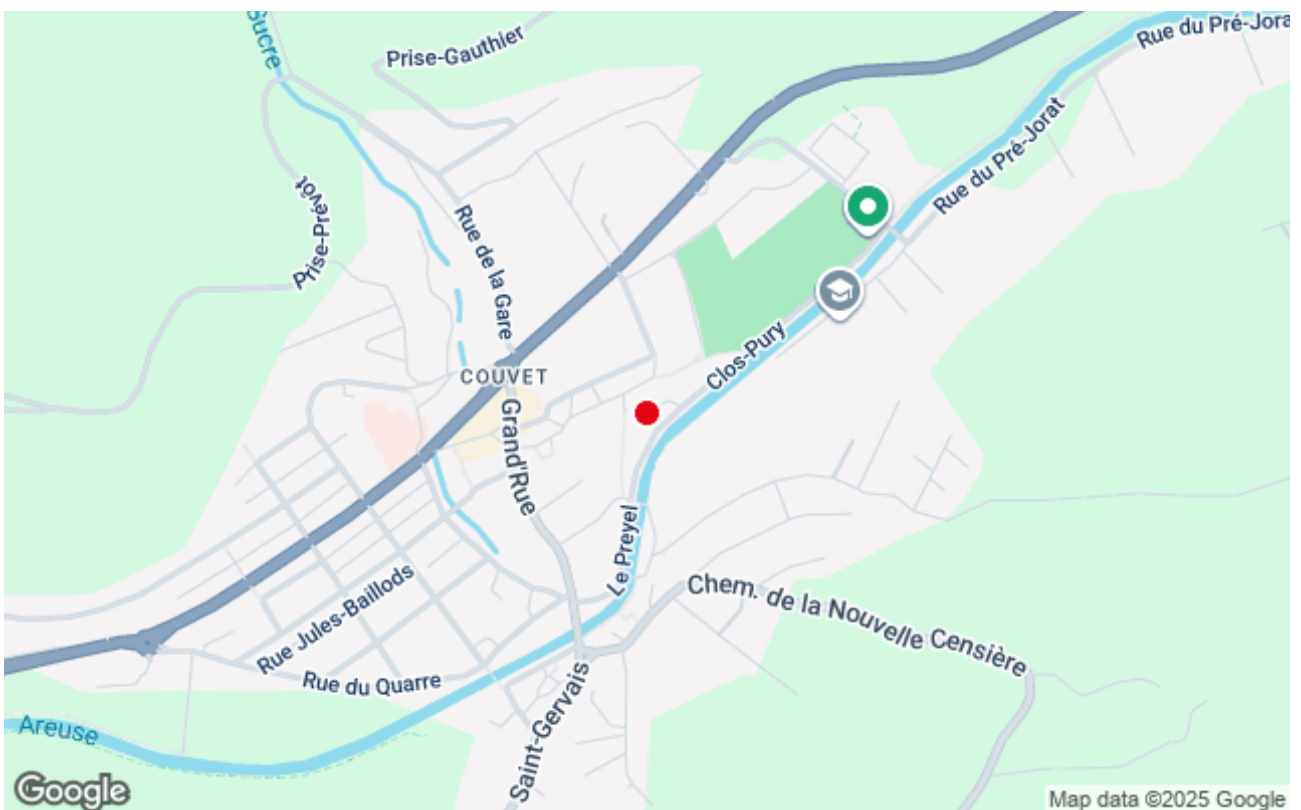 Sucre
Prise-Gauthier
Rue du Pré-Jora
Rue du Pré-Jorat
Prise-Prévôt
Rue de la Gare
COUVET
Clos-Pury
Grand'Rue
Le Preyel
Rue Jules-Baillods
Chem. de la Nouvelle Censière
Rue du Quarre
Saint-Gervais
Areuse
Google
Map data ©2025 Google